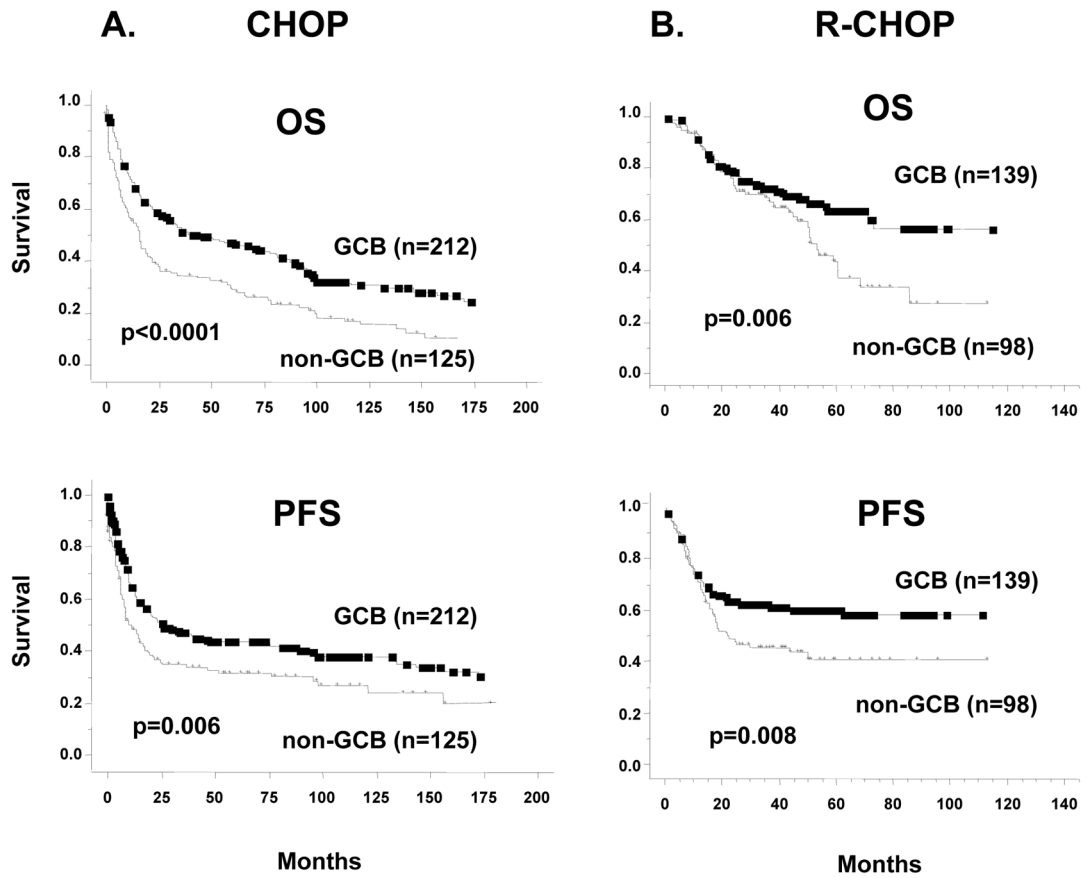 A. CHOP
B. R-CHOP
OS
Survival
1.0
0.8
0.6
0.4
0.2
0.0
GCB (n=212)
p<0.0001
non-GCB (n=125)
0 25 50 75 100 125 150 175 200
OS
1.0
0.8
0.6
0.4
0.2
0.0
GCB (n=139)
p=0.006
non-GCB (n=98)
0 20 40 60 80 100 120 140
PFS
Survival
1.0
0.8
0.6
0.4
0.2
0.0
GCB (n=212)
p=0.006
non-GCB (n=125)
0 25 50 75 100 125 150 175 200
Months
PFS
1.0
0.8
0.6
0.4
0.2
0.0
GCB (n=139)
non-GCB (n=98)
p=0.008
0 20 40 60 80 100 120 140
Months